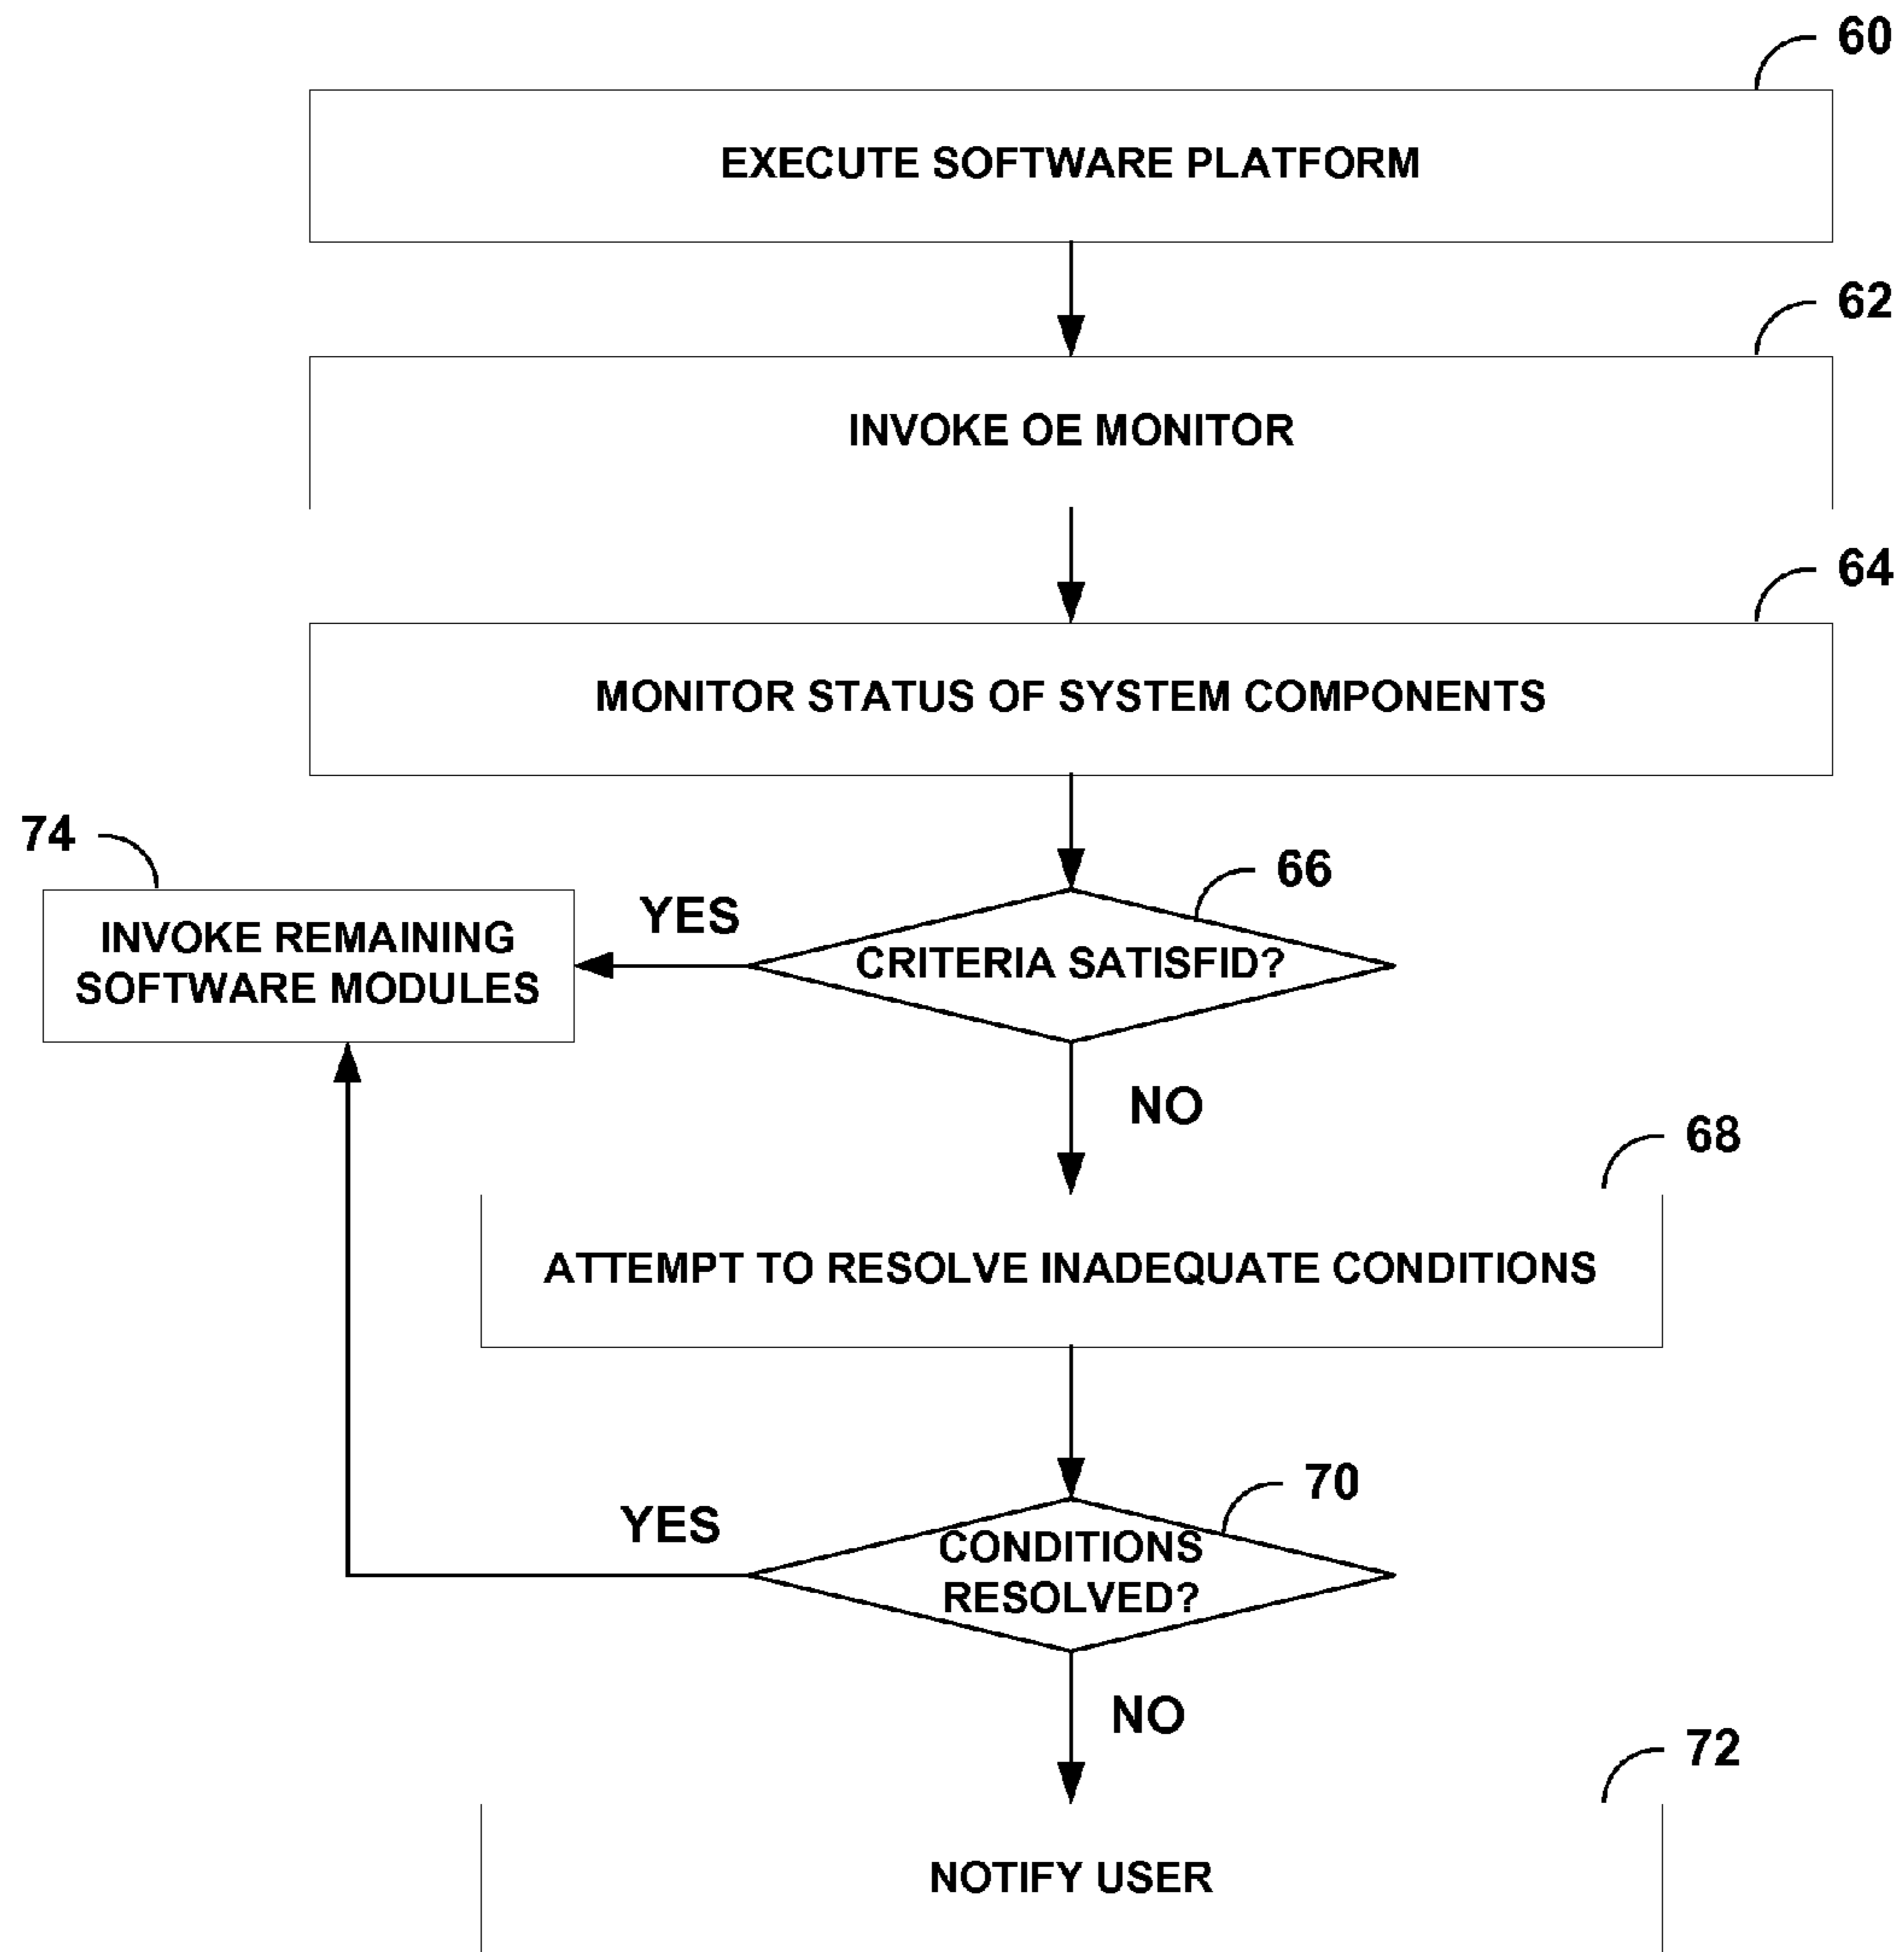 60
EXECUTE SOFTWARE PLATFORM
62
INVOKE OE MONITOR
64
MONITOR STATUS OF SYSTEM COMPONENTS
74
66
YES
INVOKE REMAINING
SOFTWARE MODULES
CRITERIA SATISFID?
NO
68
ATTEMPT TO RESOLVE INADEQUATE CONDITIONS
70
YES
CONDITIONS
RESOLVED?
NO
72
NOTIFY USER